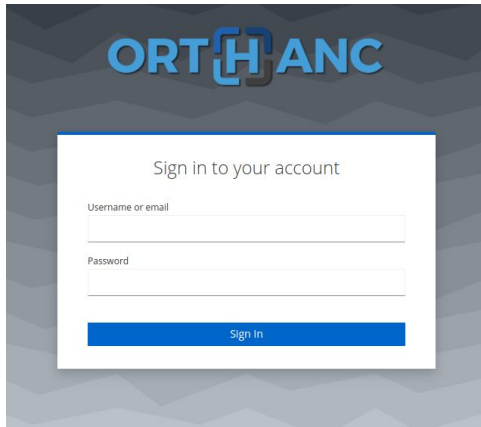 ORTHANC
Sign in to your account
Username or email
Password
Sign In